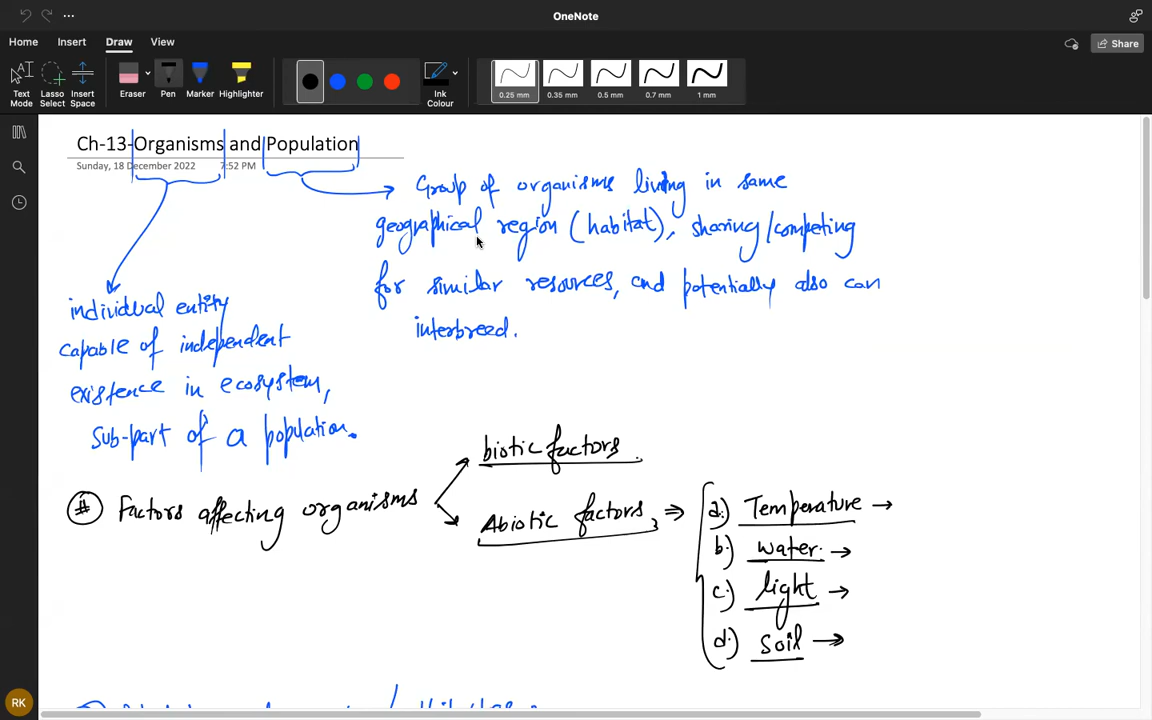 OneNote
Home Insert Draw View
Share
Text Mode
Lasso Select
Insert Space
Eraser
Pen
Marker
Highlighter
Ink Colour
0.25 mm
0.35 mm
0.5 mm
0.7 mm
1 mm
Ch-13-Organisms and Population
Sunday, 18 December 2022 7:52 PM
Group of organisms living in same
geographical region (habitat), sharing/competing
for similar resources, and potentially also can
interbreed.
individual entity
capable of independent
existence in ecosystem,
sub-part of a population.
# Factors affecting organisms
biotic factors
Abiotic factors, ⇒
a.) Temperature →
b.) water →
c.) light →
d.) soil →
RK